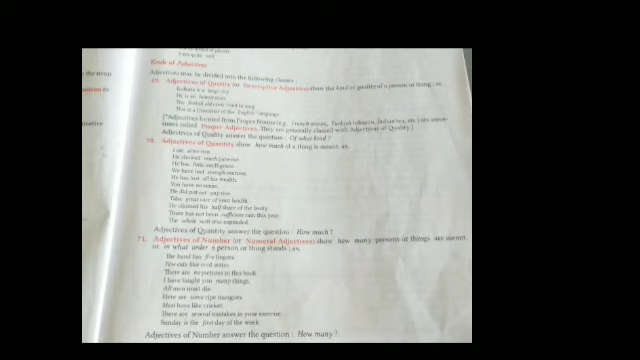 the noun
Kinds of Adjectives
Adjectives may be divided into the following classes :
69. Adjectives of Quality (or Descriptive Adjective) show the kind or quality of a person or thing ; as,
Kolkata is a large city.
He is an honest man.
The foolish old crow tried to sing.
This is a Grammar of the English language.
(*Adjectives formed from Proper Nouns (e.g., French wines, Turkish tobacco, Indian tea, etc.) are some-
times called Proper Adjectives. They are generally classed with Adjectives of Quality.)
Adjectives of Quality answer the question : Of what kind ?
70. Adjectives of Quantity show how much of a thing is meant; as,
I ate some rice.
He showed much patience.
He has little intelligence.
We have had enough exercise.
He has lost all his wealth.
You have no sense.
He did not eat any rice.
Take great care of your health.
He claimed his half share of the booty.
There has not been sufficient rain this year.
The whole sum was expended.
Adjectives of Quantity answer the question : How much ?
71. Adjectives of Number (or Numeral Adjectives) show how many persons or things are meant,
or in what order a person or thing stands ; as,
The hand has five fingers.
Few cats like cold water.
There are no pictures in this book.
I have taught you many things.
All men must die.
Here are some ripe mangoes.
Most boys like cricket.
There are several mistakes in your exercise.
Sunday is the first day of the week.
Adjectives of Number answer the question : How many ?